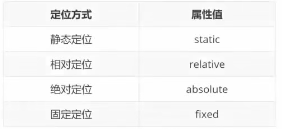 定位方式 属性值
静态定位 static
相对定位 relative
绝对定位 absolute
固定定位 fixed